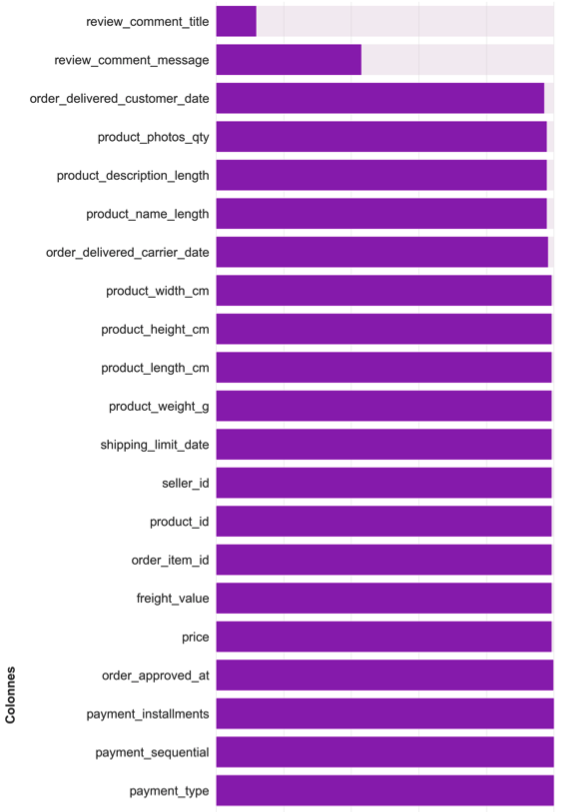 review_comment_title
review_comment_message
order_delivered_customer_date
product_photos_qty
product_description_length
product_name_length
order_delivered_carrier_date
product_width_cm
product_height_cm
product_length_cm
product_weight_g
shipping_limit_date
seller_id
product_id
order_item_id
freight_value
price
order_approved_at
payment_installments
payment_sequential
payment_type
Colonnes